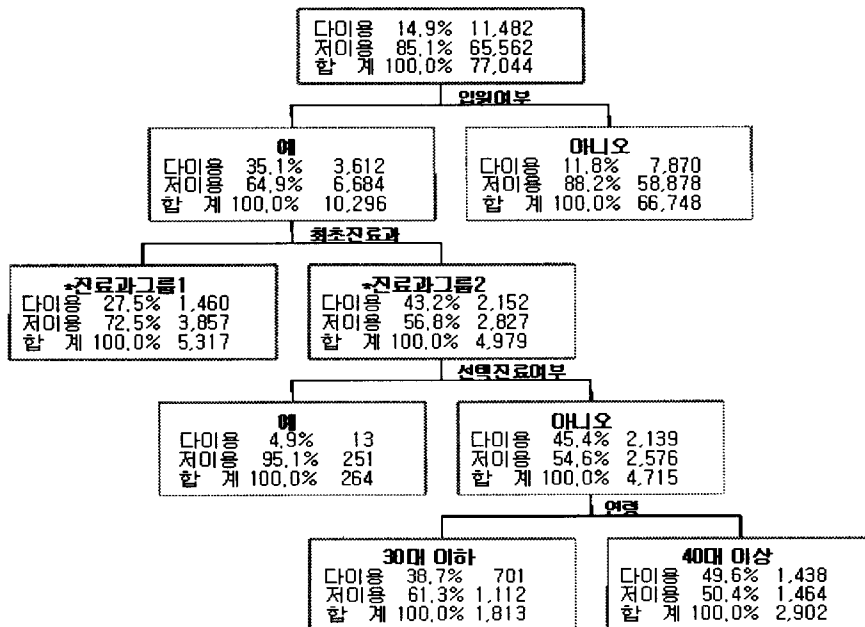 다이용 14.9% 11,482
저이용 85.1% 65,562
합 계 100.0% 77,044
입원여부
예
다이용 35.1% 3,612
저이용 64.9% 6,684
합 계 100.0% 10,296
아니오
다이용 11.8% 7,870
저이용 88.2% 58,878
합 계 100.0% 66,748
최초진료과
*진료과그룹1
다이용 27.5% 1,460
저이용 72.5% 3,857
합 계 100.0% 5,317
*진료과그룹2
다이용 43.2% 2,152
저이용 56.8% 2,827
합 계 100.0% 4,979
선택진료여부
예
다이용 4.9% 13
저이용 95.1% 251
합 계 100.0% 264
아니오
다이용 45.4% 2,139
저이용 54.6% 2,576
합 계 100.0% 4,715
연령
30대 이하
다이용 38.7% 701
저이용 61.3% 1,112
합 계 100.0% 1,813
40대 이상
다이용 49.6% 1,438
저이용 50.4% 1,464
합 계 100.0% 2,902